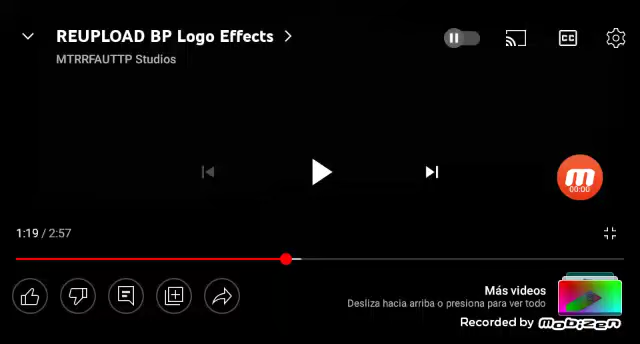 REUPLOAD BP Logo Effects
MTRRFAUTTP Studios
CC
m
00:00
1:19 / 2:57
Más videos
Desliza hacia arriba o presiona para ver todo
Recorded by Mobizen